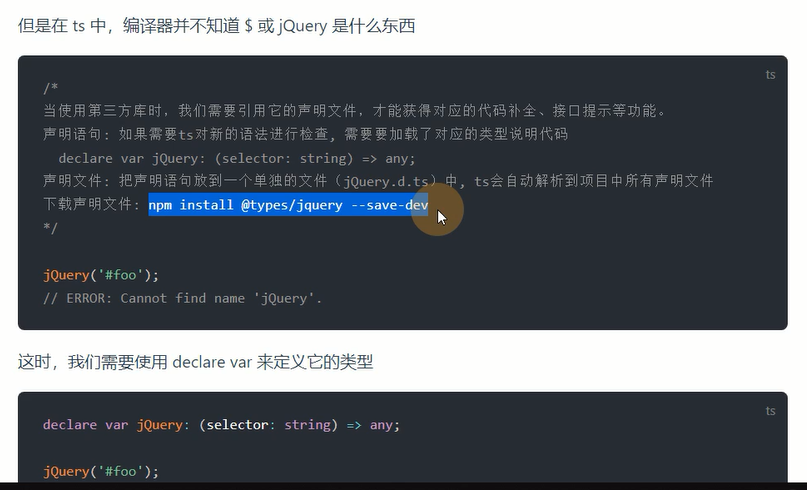 但是在 ts 中，编译器并不知道 $ 或 jQuery 是什么东西
ts
/*
当使用第三方库时，我们需要引用它的声明文件，才能获得对应的代码补全、接口提示等功能。
声明语句: 如果需要ts对新的语法进行检查, 需要要加载了对应的类型说明代码
declare var jQuery: (selector: string) => any;
声明文件: 把声明语句放到一个单独的文件（jQuery.d.ts）中, ts会自动解析到项目中所有声明文件
下载声明文件: npm install @types/jquery --save-dev
*/
jQuery('#foo');
// ERROR: Cannot find name 'jQuery'.
这时，我们需要使用 declare var 来定义它的类型
ts
declare var jQuery: (selector: string) => any;
jQuery('#foo');